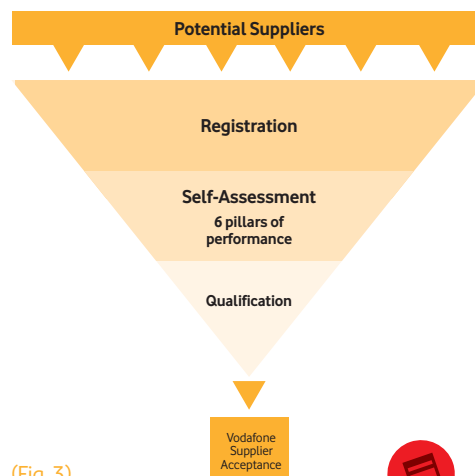 Potential Suppliers
Registration
Self-Assessment
6 pillars of
performance
Qualification
Vodafone
Supplier
Acceptance
(Fig. 3)